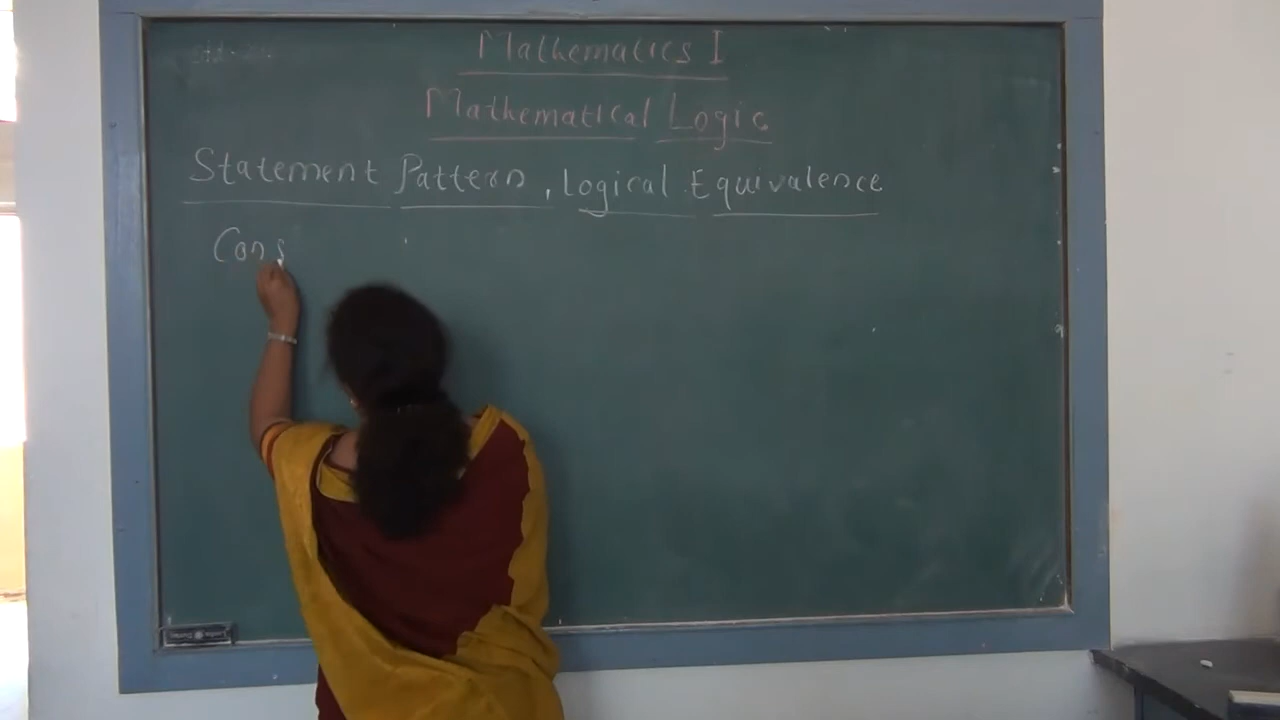 Mathematics I
Mathematical Logic
Statement Pattern, Logical Equivalence
Cons